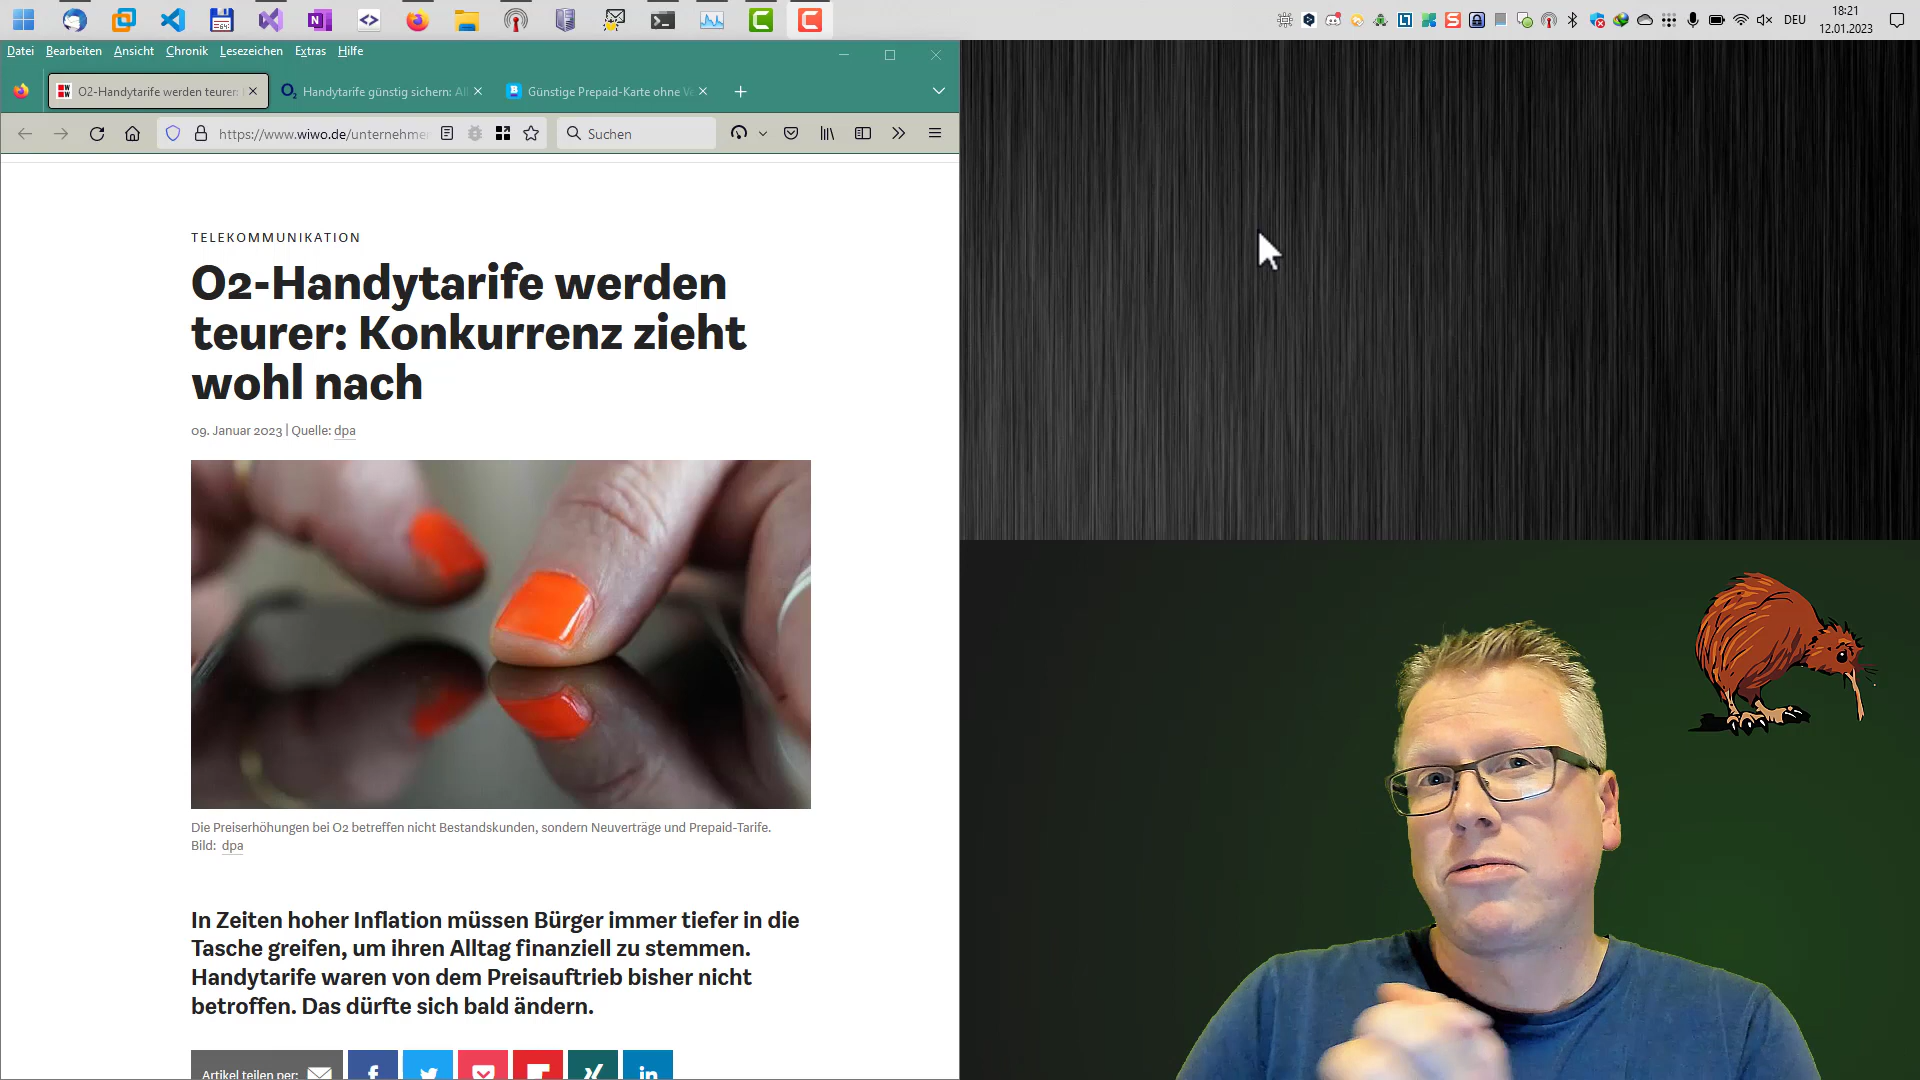 DEU
18:21
12.01.2023
Datei Bearbeiten Ansicht Chronik Lesezeichen Extras Hilfe
O2-Handytarife werden teurer:
Handytarife günstig sichern: Al
Günstige Prepaid-Karte ohne Ve
https://www.wiwo.de/unternehmen
Suchen
TELEKOMMUNIKATION
O2-Handytarife werden
teurer: Konkurrenz zieht
wohl nach
09. Januar 2023 | Quelle: dpa
Die Preiserhöhungen bei O2 betreffen nicht Bestandskunden, sondern Neuverträge und Prepaid-Tarife.
Bild: dpa
In Zeiten hoher Inflation müssen Bürger immer tiefer in die
Tasche greifen, um ihren Alltag finanziell zu stemmen.
Handytarife waren von dem Preisauftrieb bisher nicht
betroffen. Das dürfte sich bald ändern.
Artikel teilen per: